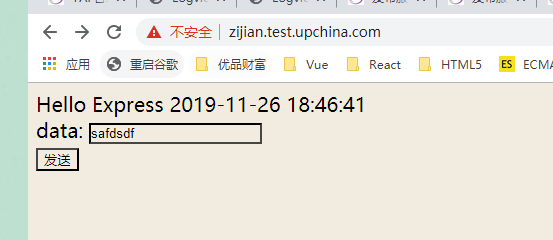 不安全 zijian.test.upchina.com
应用 重启谷歌 优品财富 Vue React HTML5 ES ECMA
Hello Express 2019-11-26 18:46:41
data: safdsdf
发送